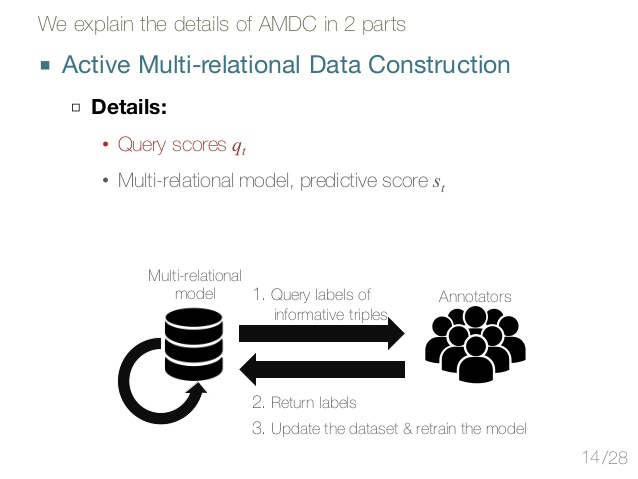 We explain the details of AMDC in 2 parts
Active Multi-relational Data Construction
Details:
• Query scores qt
• Multi-relational model, predictive score st
Multi-relational
model
1. Query labels of
informative triples
Annotators
2. Return labels
3. Update the dataset & retrain the model
14/28